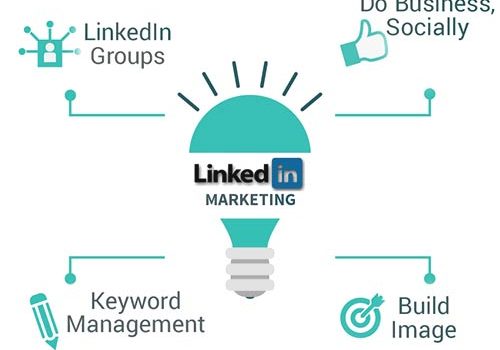 LinkedIn
Groups
Do Business,
Socially
Linked in
MARKETING
Keyword
Management
Build
Image